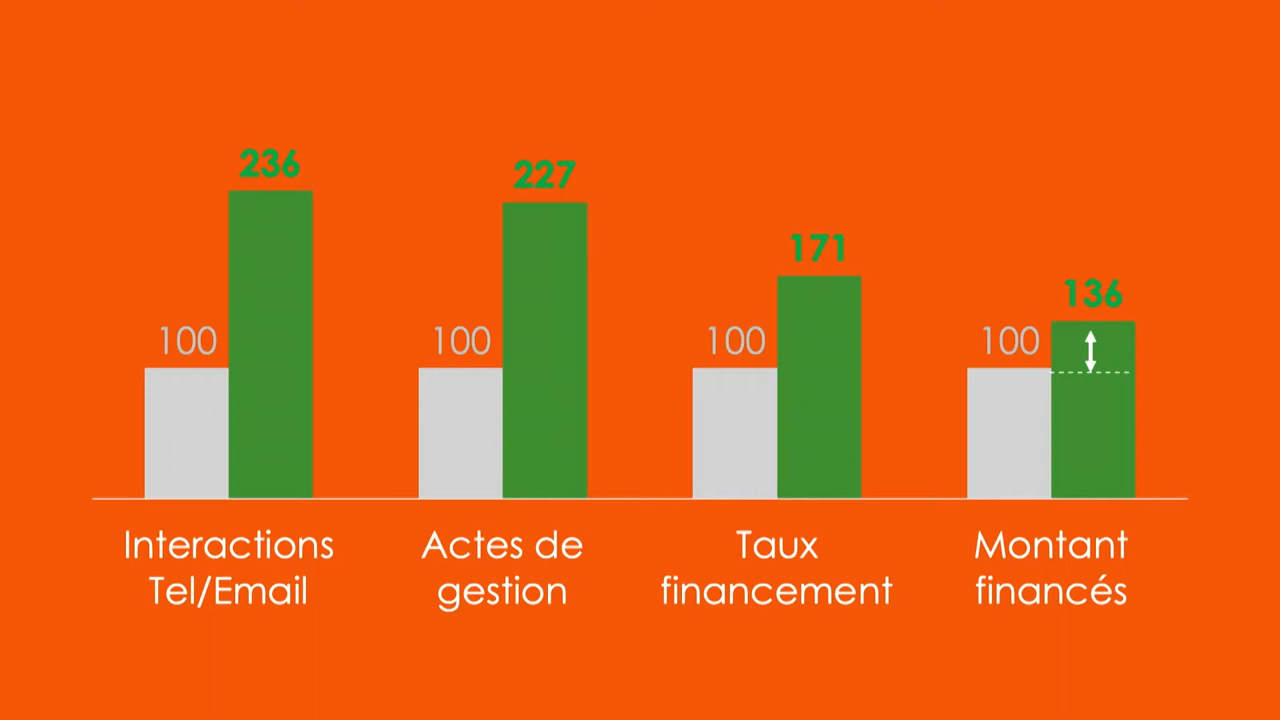 236
227
171
136
100
100
100
100
Interactions
Tel/Email
Actes de
gestion
Taux
financement
Montant
financés